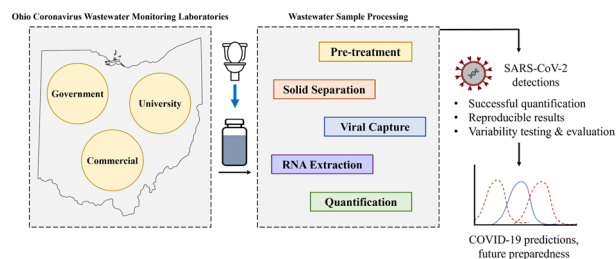 Ohio Coronavirus Wastewater Monitoring Laboratories
Government
University
Commercial
Wastewater Sample Processing
Pre-treatment
Solid Separation
Viral Capture
RNA Extraction
Quantification
SARS-CoV-2
detections
• Successful quantification
• Reproducible results
• Variability testing & evaluation
COVID-19 predictions,
future preparedness